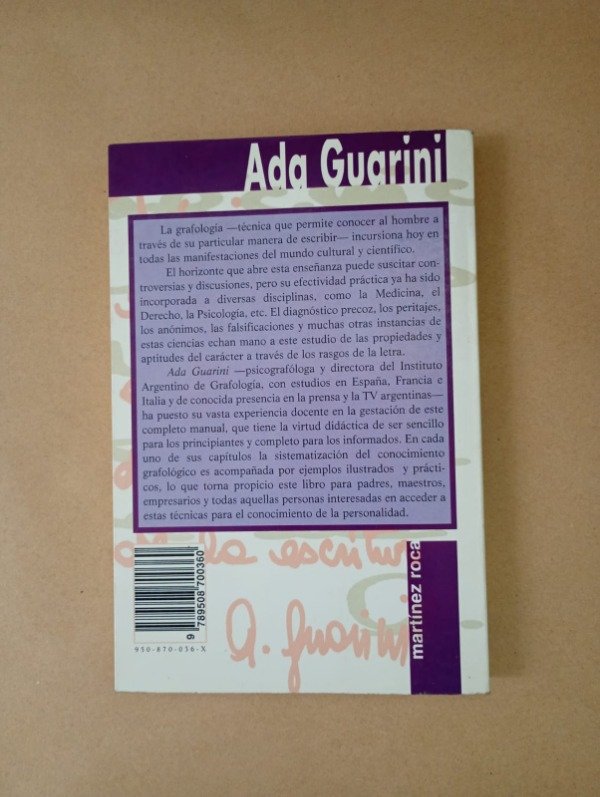 Ada Guarini
La grafología —técnica que permite conocer al hombre a
través de su particular manera de escribir— incursiona hoy en
todas las manifestaciones del mundo cultural y científico.
El horizonte que abre esta enseñanza puede suscitar con-
troversias y discusiones, pero su efectividad práctica ya ha sido
incorporada a diversas disciplinas, como la Medicina, el
Derecho, la Psicología, etc. El diagnóstico precoz, los peritajes,
los anónimos, las falsificaciones y muchas otras instancias de
estas ciencias echan mano a este estudio de las propiedades y
aptitudes del carácter a través de los rasgos de la letra.
Ada Guarini —psicografóloga y directora del Instituto
Argentino de Grafología, con estudios en España, Francia e
Italia y de conocida presencia en la prensa y la TV argentinas—
ha puesto su vasta experiencia docente en la gestación de este
completo manual, que tiene la virtud didáctica de ser sencillo
para los principiantes y completo para los informados. En cada
uno de sus capítulos la sistematización del conocimiento
grafológico es acompañada por ejemplos ilustrados y prácti-
cos, lo que torna propicio este libro para padres, maestros,
empresarios y todas aquellas personas interesadas en acceder a
estas técnicas para el conocimiento de la personalidad.
la escritu
A. Guarini
9 789508 700360
950-870-036-X
martínez roca